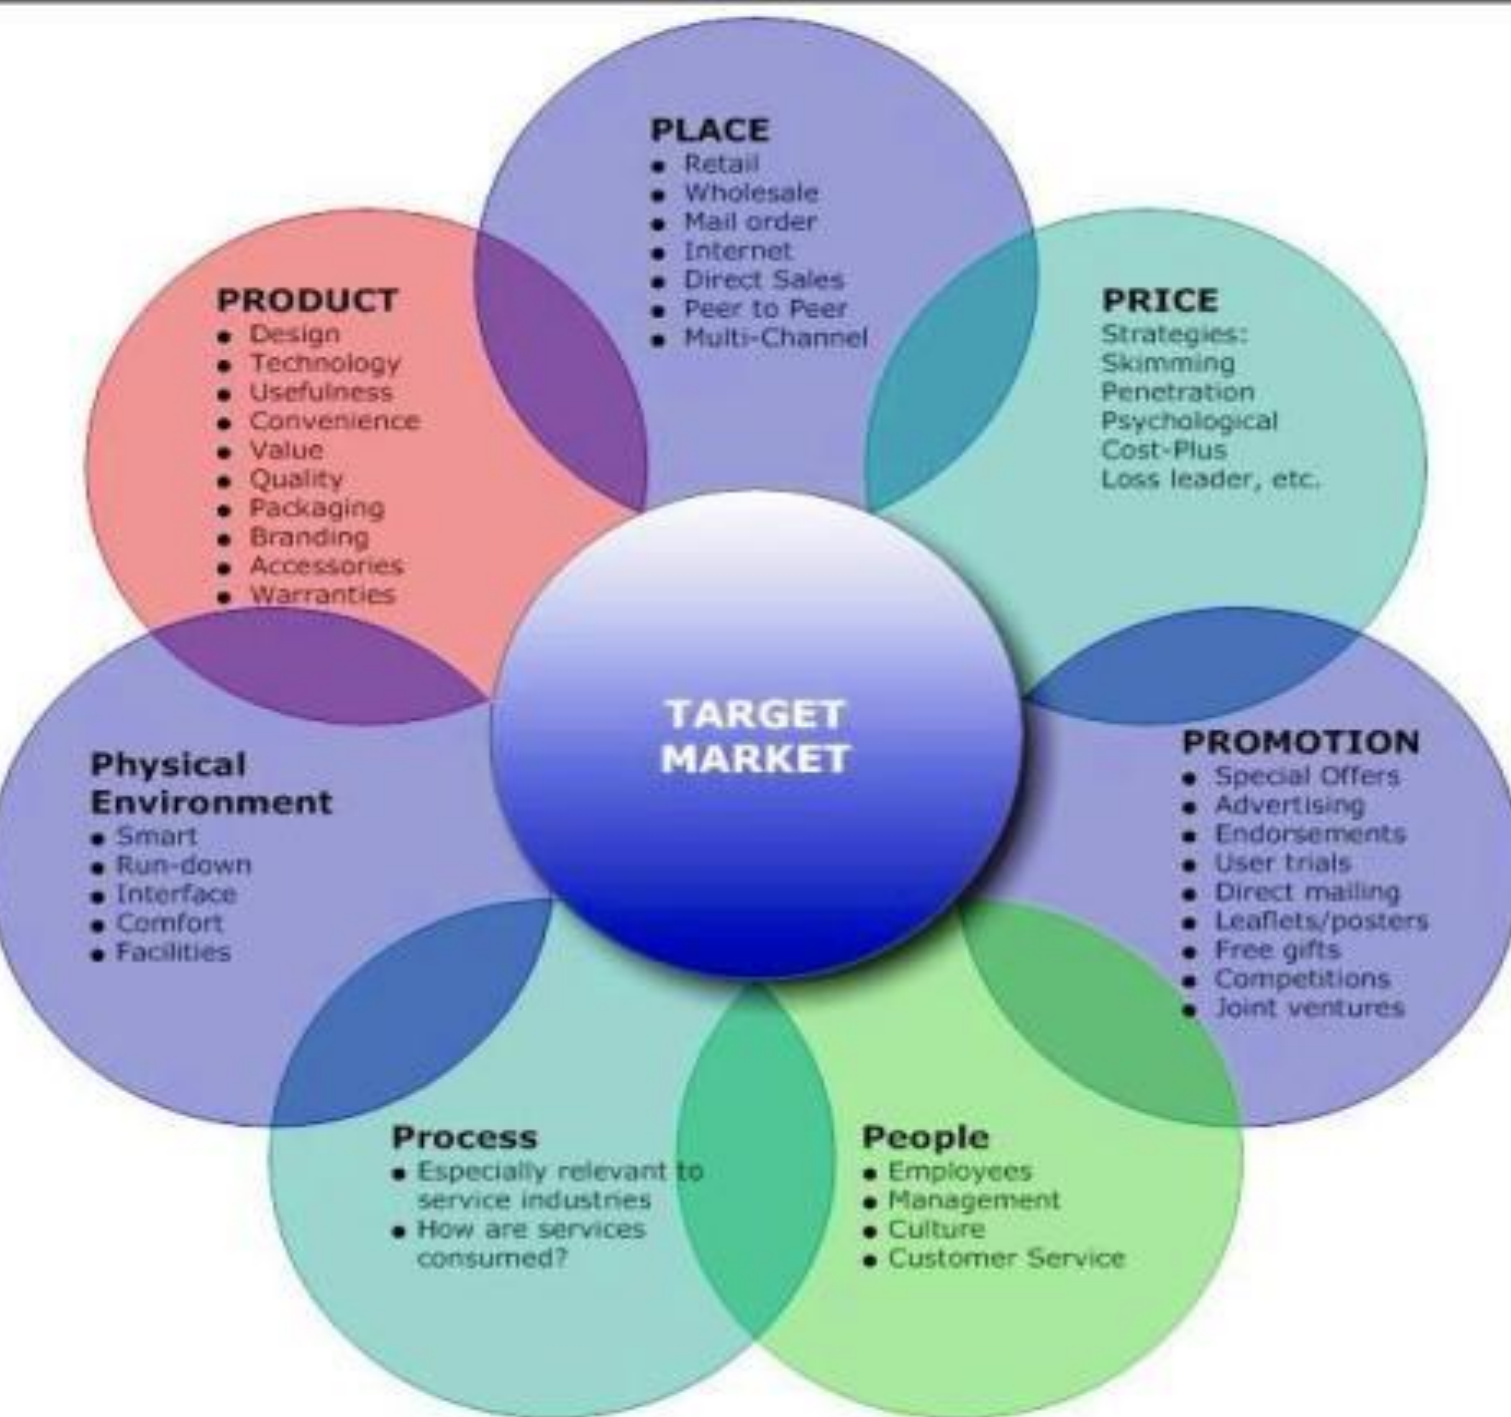 PLACE
● Retail
● Wholesale
● Mail order
● Internet
● Direct Sales
● Peer to Peer
● Multi-Channel
PRODUCT
● Design
● Technology
● Usefulness
● Convenience
● Value
● Quality
● Packaging
● Branding
● Accessories
● Warranties
PRICE
Strategies:
Skimming
Penetration
Psychological
Cost-Plus
Loss leader, etc.
TARGET
MARKET
Physical
Environment
● Smart
● Run-down
● Interface
● Comfort
● Facilities
PROMOTION
● Special Offers
● Advertising
● Endorsements
● User trials
● Direct mailing
● Leaflets/posters
● Free gifts
● Competitions
● Joint ventures
Process
● Especially relevant to
service industries
● How are services
consumed?
People
● Employees
● Management
● Culture
● Customer Service